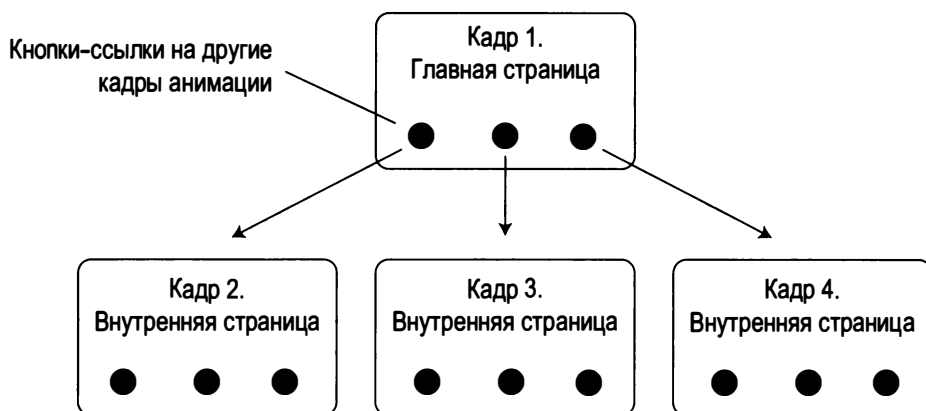 Кнопки-ссылки на другие
кадры анимации
Кадр 1.
Главная страница
Кадр 2.
Внутренняя страница
Кадр 3.
Внутренняя страница
Кадр 4.
Внутренняя страница